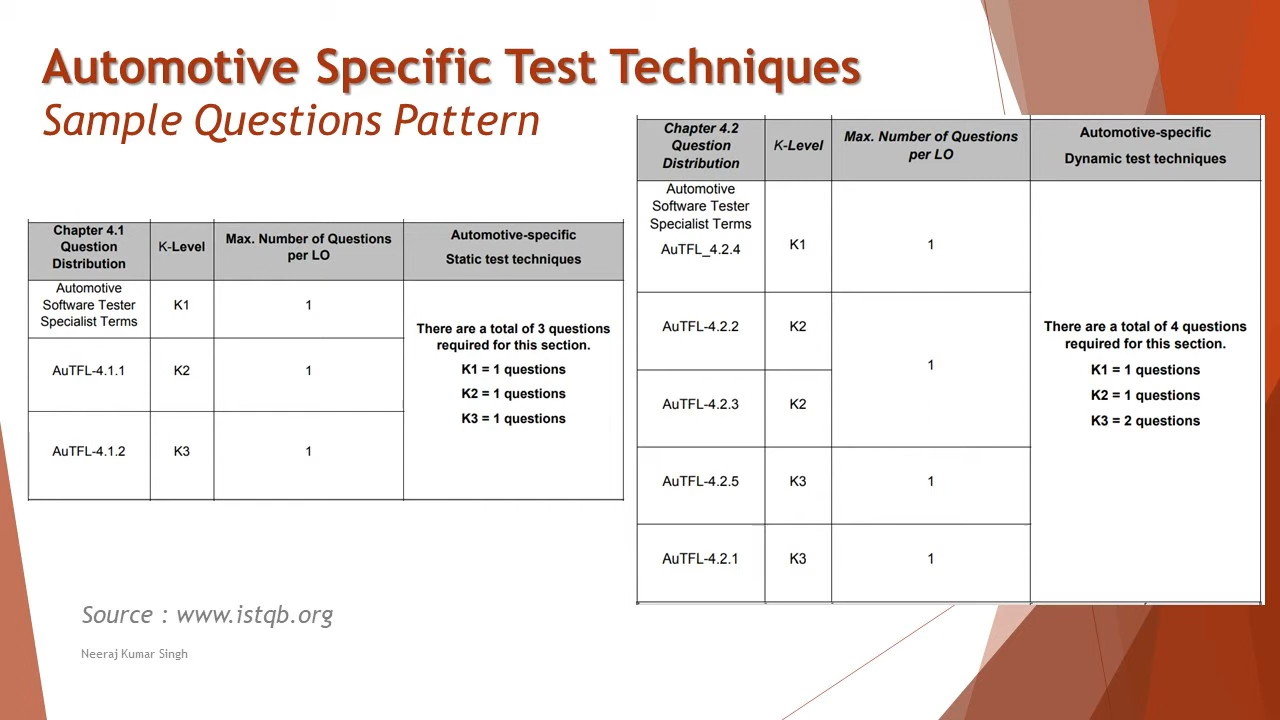 Automotive Specific Test Techniques
Sample Questions Pattern
Chapter 4.1
Question
Distribution
K-Level
Max. Number of Questions
per LO
Automotive-specific
Static test techniques
Automotive
Software Tester
Specialist Terms
K1
1
There are a total of 3 questions
required for this section.
K1 = 1 questions
K2 = 1 questions
K3 = 1 questions
AuTFL-4.1.1
K2
1
AuTFL-4.1.2
K3
1
Chapter 4.2
Question
Distribution
K-Level
Max. Number of Questions
per LO
Automotive-specific
Dynamic test techniques
Automotive
Software Tester
Specialist Terms
AuTFL_4.2.4
K1
1
There are a total of 4 questions
required for this section.
K1 = 1 questions
K2 = 1 questions
K3 = 2 questions
AuTFL-4.2.2
K2
1
AuTFL-4.2.3
K2
AuTFL-4.2.5
K3
1
AuTFL-4.2.1
K3
1
Source : www.istqb.org
Neeraj Kumar Singh